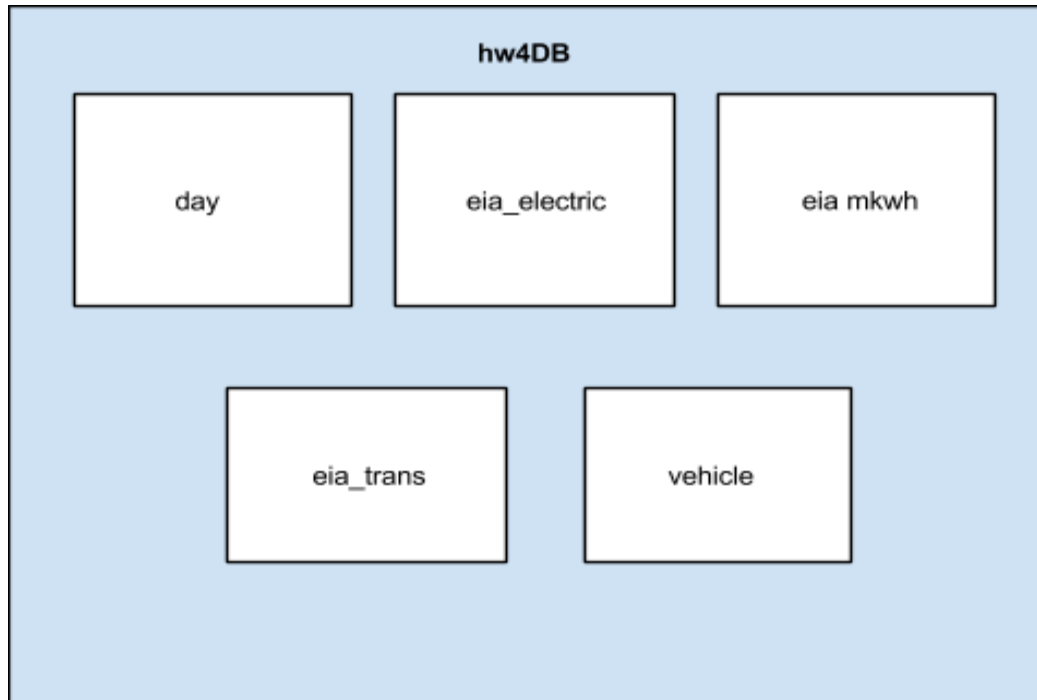 hw4DB
day
eia_electric
eia mkwh
eia_trans
vehicle